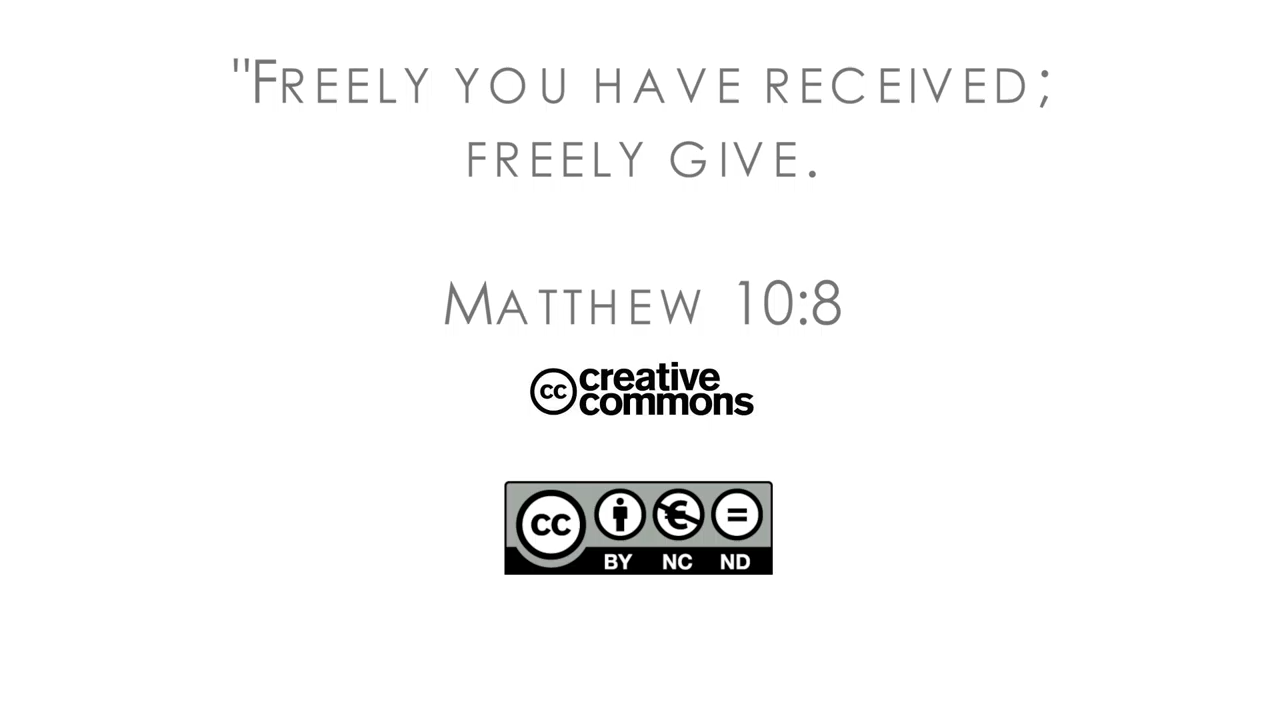 "FREELY YOU HAVE RECEIVED;
FREELY GIVE.
MATTHEW 10:8
cc creative
commons
cc BY NC ND